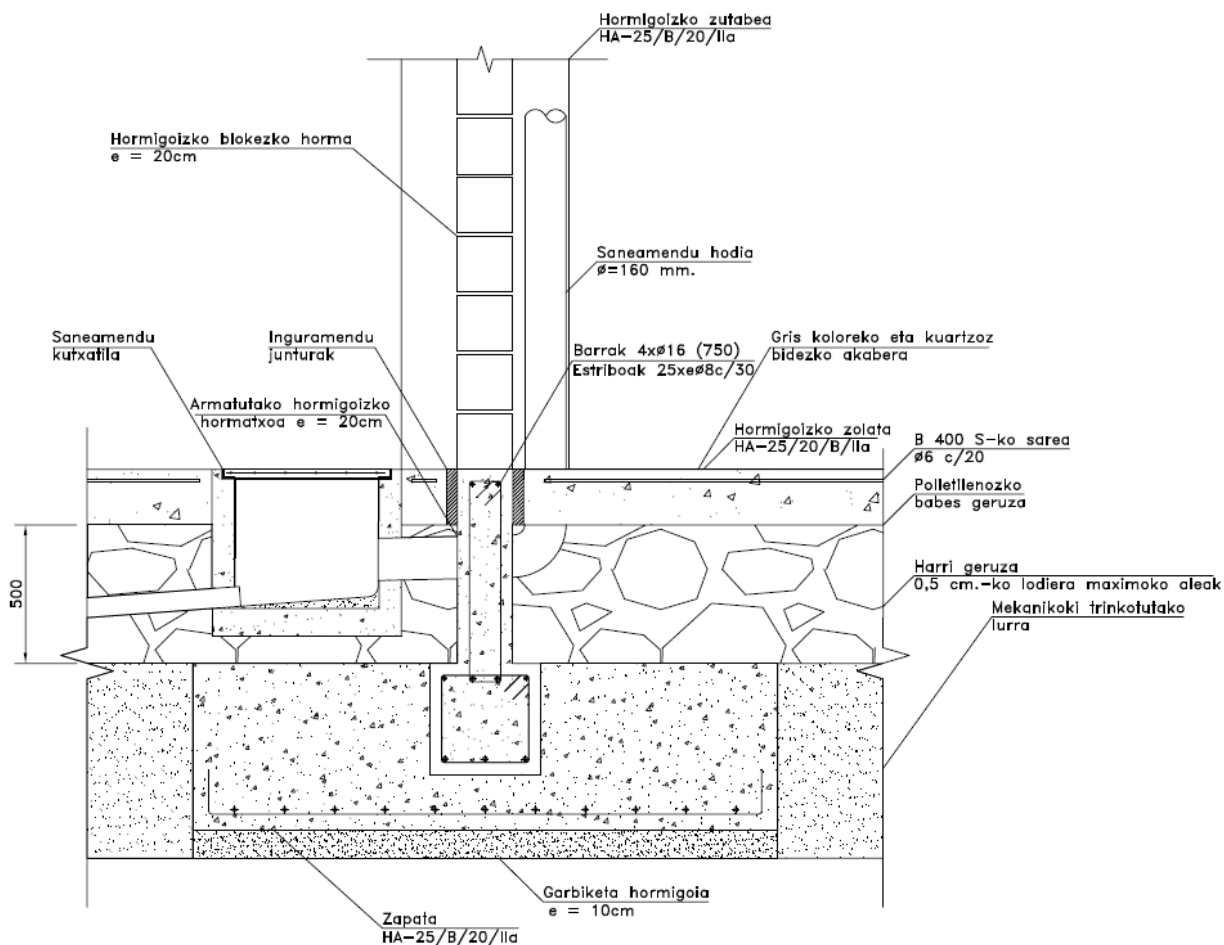 Hormigoizko zutabea
HA-25/B/20/IIa
Hormigoizko blokezko horma
e = 20cm
Saneamendu hodia
ø=160 mm.
Saneamendu
kutxatila
Inguramendu
junturak
Barrak 4xø16 (750)
Estriboak 25xeø8c/30
Gris koloreko eta kuartzoz
bidezko akabera
Armatutako hormigoizko
hormatxoa e = 20cm
Hormigoizko zolata
HA-25/20/B/IIa
B 400 S-ko sarea
ø6 c/20
Polletilenozko
babes geruza
500
Harri geruza
0,5 cm.-ko lodiera maximoko aleak
Mekanikoki trinkotutako
lurra
Garbiketa hormigoia
e = 10cm
Zapata
HA-25/B/20/IIa